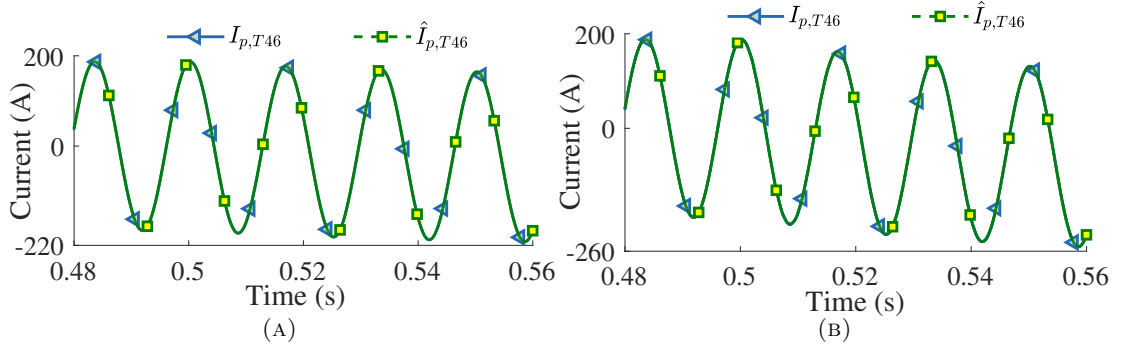 I_{p,T46} Î_{p,T46}
200
0
-220
Current (A)
0.48 0.5 0.52 0.54 0.56
Time (s)
(A)
I_{p,T46} Î_{p,T46}
200
0
-260
Current (A)
0.48 0.5 0.52 0.54 0.56
Time (s)
(B)